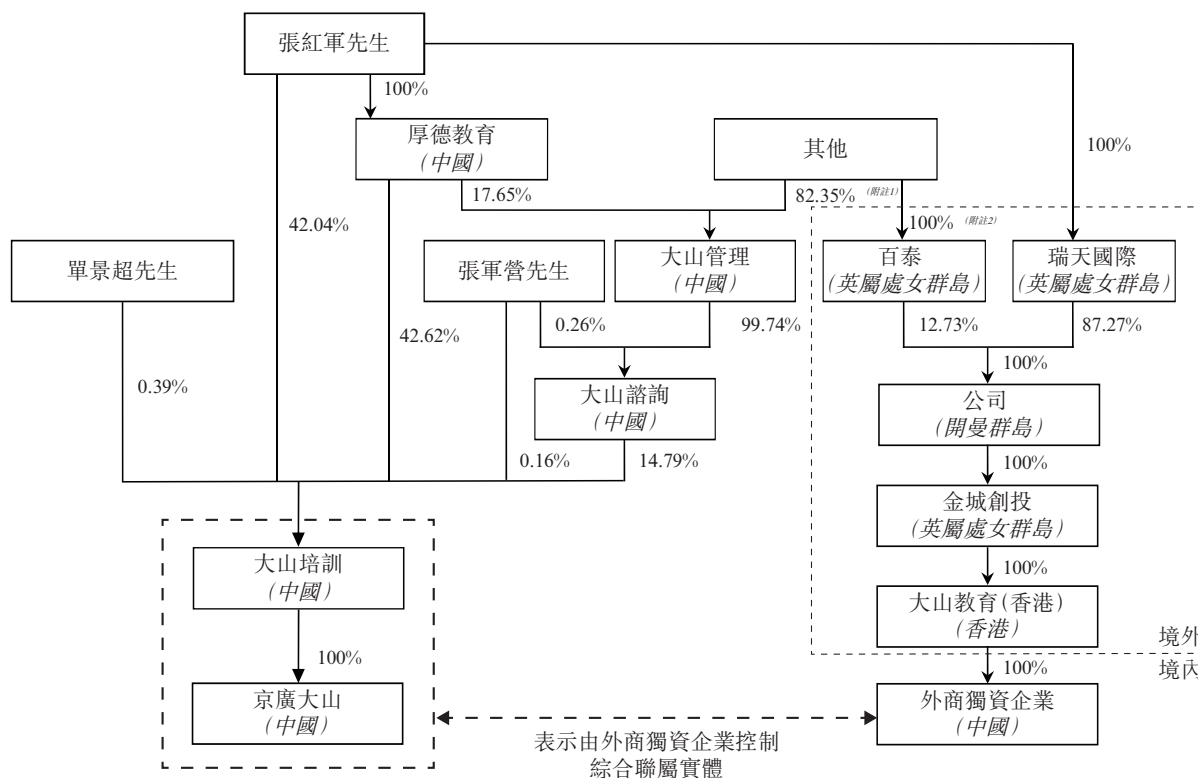 張紅軍先生
100%
厚德教育
(中國)
其他
100%
17.65%
82.35% (附註1)
42.04%
100% (附註2)
單景超先生
張軍營先生
大山管理
(中國)
百泰
(英屬處女群島)
瑞天國際
(英屬處女群島)
42.62%
0.26%
99.74%
12.73%
87.27%
100%
0.39%
大山諮詢
(中國)
公司
(開曼群島)
0.16%
14.79%
100%
金城創投
(英屬處女群島)
大山培訓
(中國)
100%
大山教育(香港)
(香港)
境外
境內
100%
100%
京廣大山
(中國)
外商獨資企業
(中國)
表示由外商獨資企業控制
綜合聯屬實體